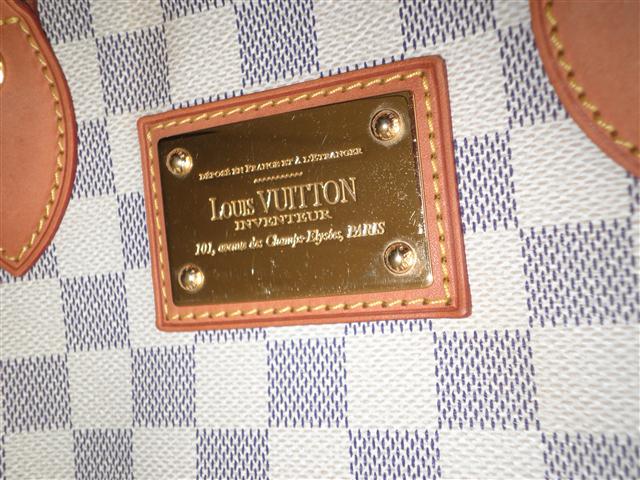 DÉPOSÉ EN FRANCE ET À L'ÉTRANGER
LOUIS VUITTON
INVENTEUR
101, avenue des Champs-Elysées, PARIS